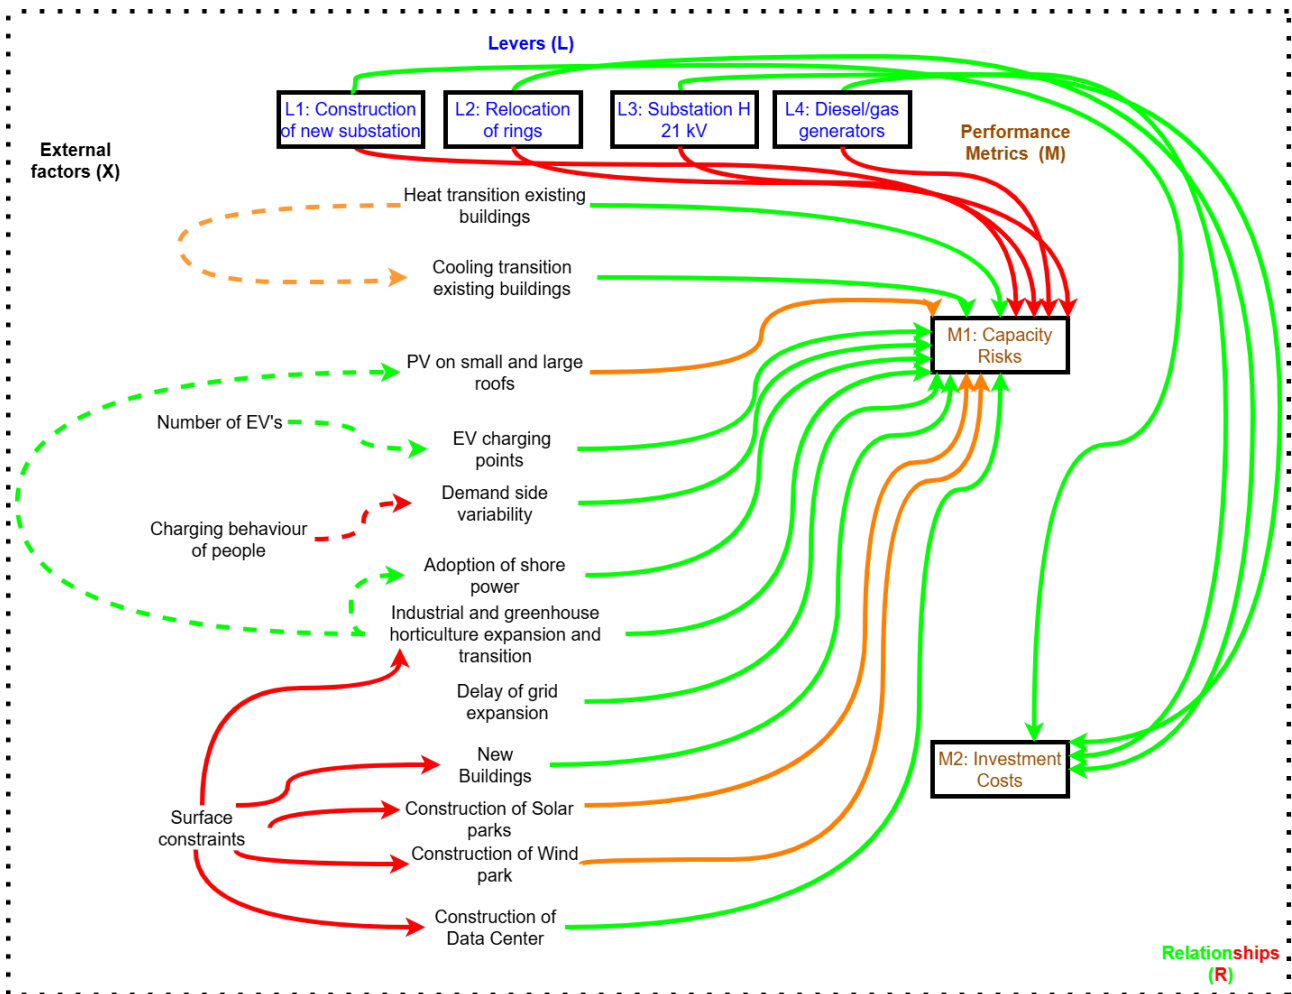 Levers (L)
L1: Construction
of new substation
L2: Relocation
of rings
L3: Substation H
21 kV
L4: Diesel/gas
generators
Performance
Metrics (M)
External
factors (X)
Heat transition existing
buildings
Cooling transition
existing buildings
M1: Capacity
Risks
PV on small and large
roofs
Number of EV's
EV charging
points
Demand side
variability
Charging behaviour
of people
Adoption of shore
power
Industrial and greenhouse
horticulture expansion and
transition
Delay of grid
expansion
New
Buildings
M2: Investment
Costs
Surface
constraints
Construction of Solar
parks
Construction of Wind
park
Construction of
Data Center
Relationships
(R)